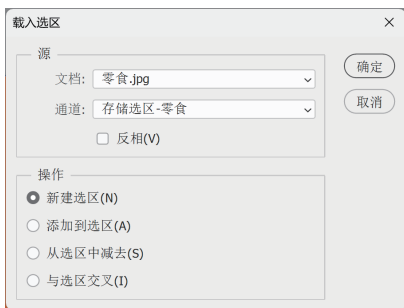 载入选区
源
文档: 零食.jpg
通道: 存储选区-零食
反相(V)
确定
取消
操作
新建选区(N)
添加到选区(A)
从选区中减去(S)
与选区交叉(I)